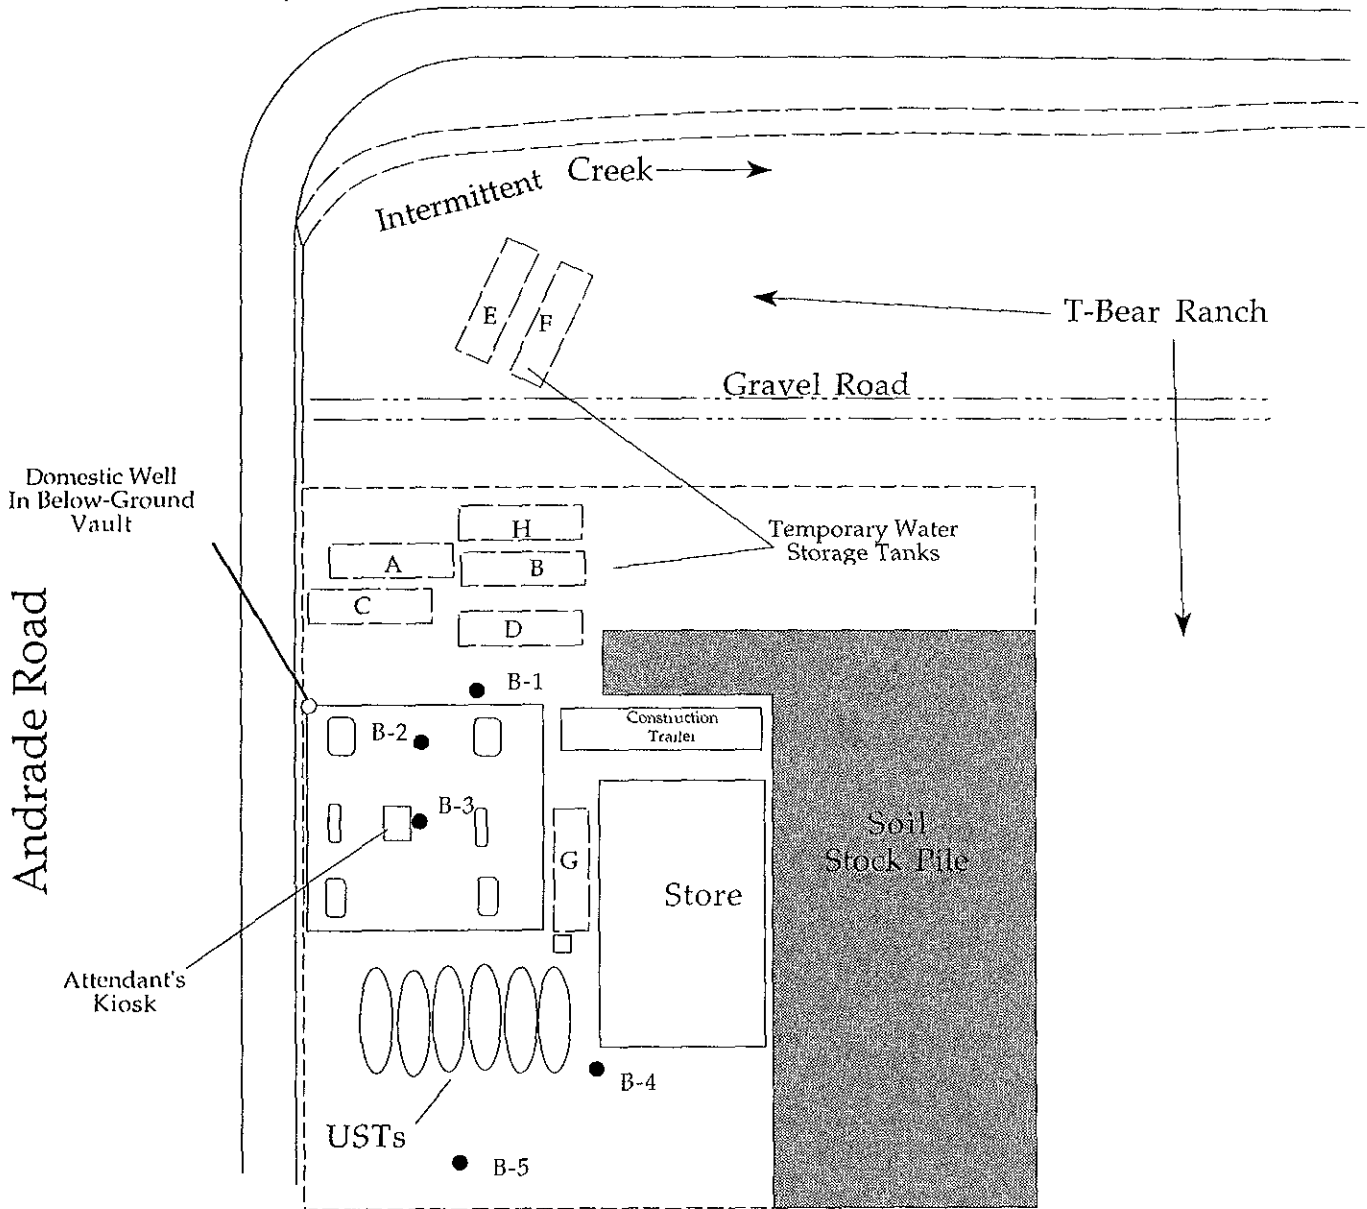 Intermittent Creek
E
F
T-Bear Ranch
Gravel Road
Domestic Well
In Below-Ground
Vault
H
Temporary Water
Storage Tanks
A
B
C
D
Andrade Road
B-1
Construction
Trailer
B-2
B-3
G
Soil
Stock Pile
Store
Attendant's
Kiosk
B-4
USTs
B-5